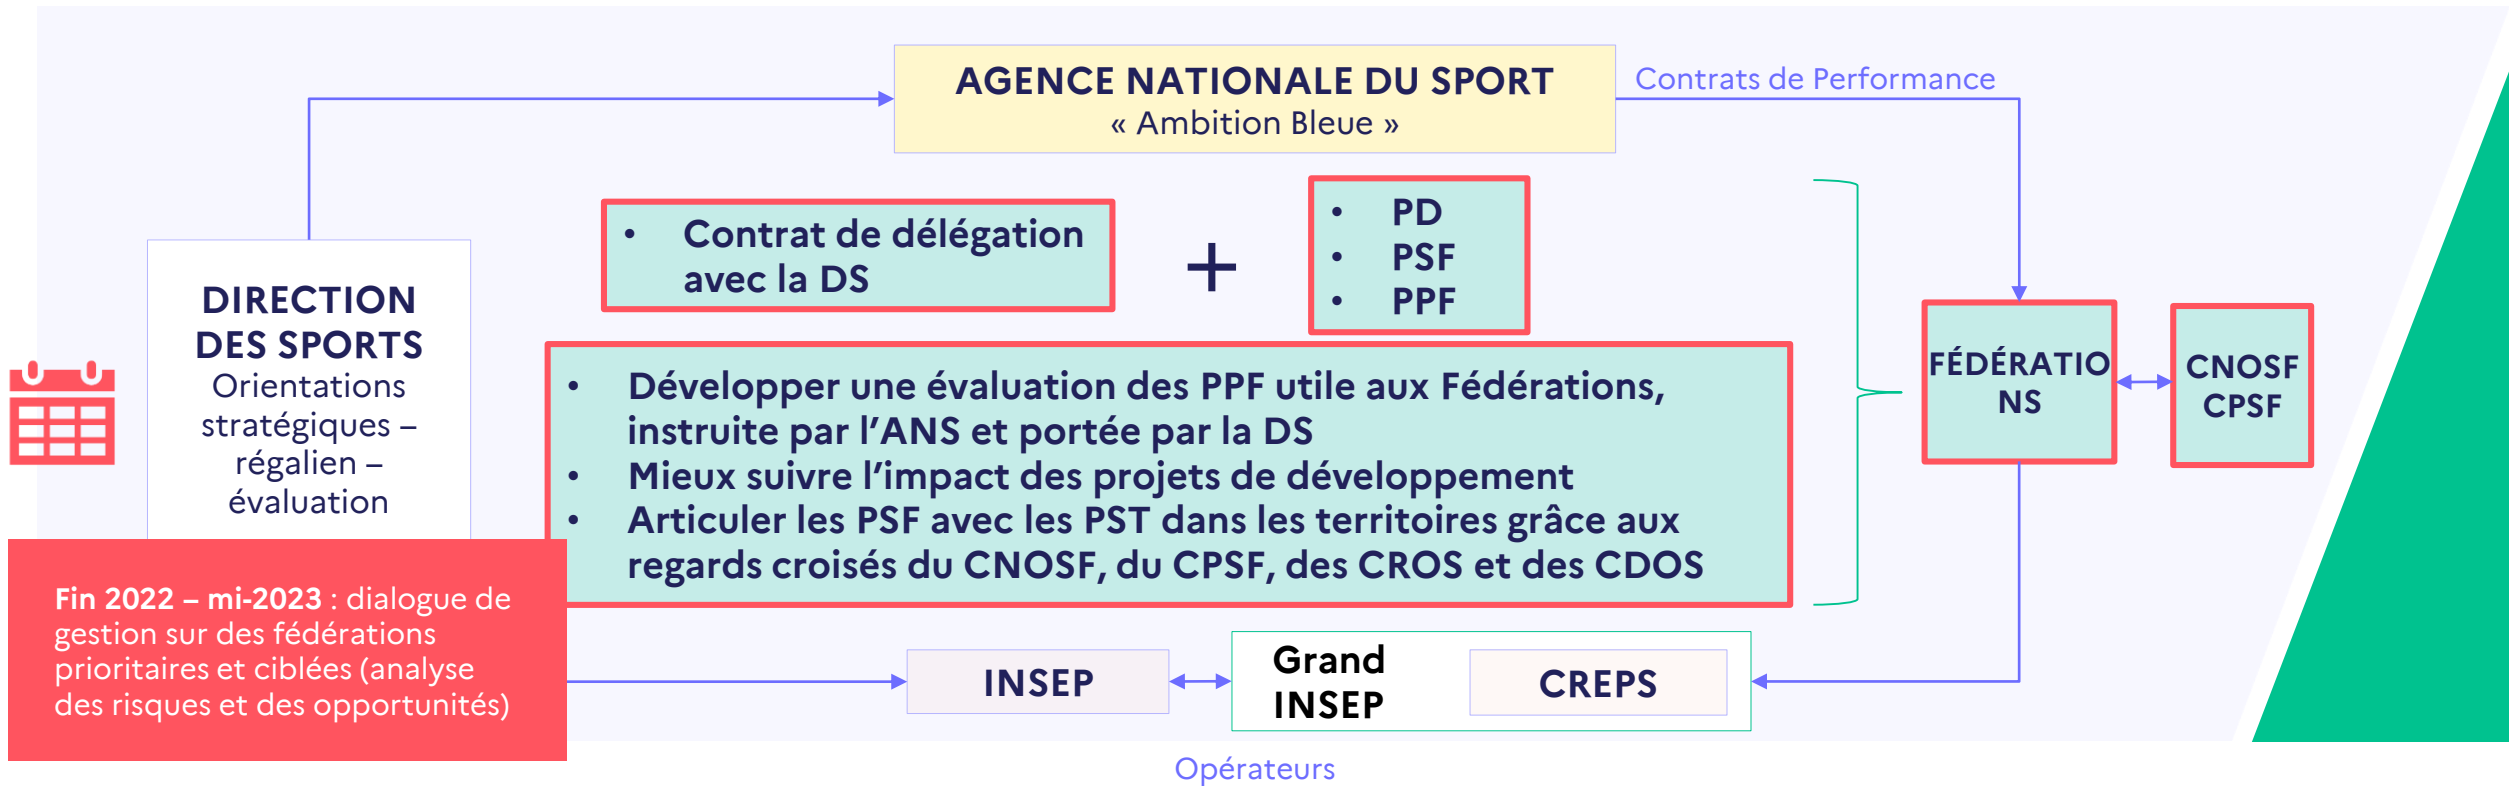 AGENCE NATIONALE DU SPORT
« Ambition Bleue »
Contrats de Performance
• Contrat de délégation
avec la DS
+
• PD
• PSF
• PPF
DIRECTION
DES SPORTS
Orientations
stratégiques –
régalien –
évaluation
• Développer une évaluation des PPF utile aux Fédérations,
instruite par l’ANS et portée par la DS
• Mieux suivre l’impact des projets de développement
• Articuler les PSF avec les PST dans les territoires grâce aux
regards croisés du CNOSF, du CPSF, des CROS et des CDOS
FÉDÉRATIO
NS
CNOSF
CPSF
Fin 2022 – mi-2023 : dialogue de
gestion sur des fédérations
prioritaires et ciblées (analyse
des risques et des opportunités)
INSEP
Grand
INSEP
CREPS
Opérateurs